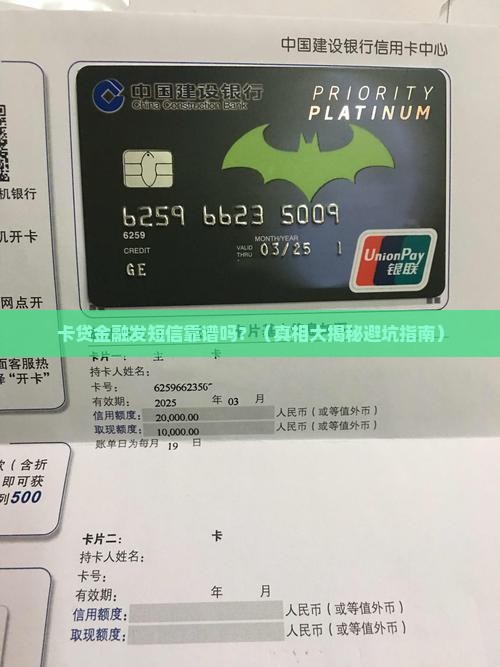 中国建设银行信用卡中心
中国建设银行
China Construction Bank
PRIORITY
PLATINUM
机银行
6259 6623 5009
6259
机开卡
MONTH/YEAR
CREDIT
VALID THRU
03/25 1
GE
UnionPay
银联
网点开
卡贷金融发短信靠谱吗?（真相大揭秘避坑指南）
面客服热
“开卡”
卡片一： 主
持卡人姓名：
卡号： 6259662350
有效期： 2025 年 03 月
信用额度： 20,000.00 人民币（或等值外币）
取现额度： 10,000.00 人民币（或等值外币）
账单日为每月 19 日
（含折
即可获
500
卡片二： 卡
持卡人姓名：
卡号：
有效期： 年 月
信用额度： 人民币（或等值外币）
取现额度： 人民币（或等值外币）